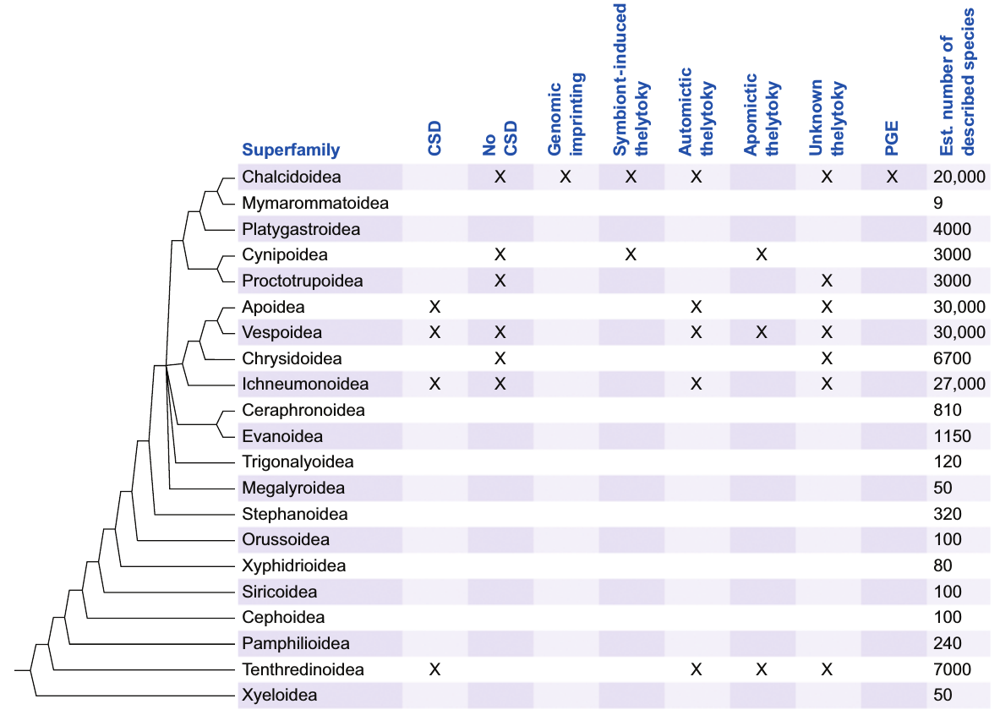 Superfamily CSD No CSD Genomic imprinting Symbiont-induced thelytoky Automictic thelytoky Apomictic thelytoky Unknown thelytoky PGE Est. number of described species
Chalcidoidea X X X X X X 20,000
Mymarommatoidea 9
Platygastroidea 4000
Cynipoidea X X X 3000
Proctotrupoidea X X 3000
Apoidea X X X 30,000
Vespoidea X X X X X 30,000
Chrysidoidea X X 6700
Ichneumonoidea X X X X 27,000
Ceraphronoidea 810
Evanoidea 1150
Trigonalyoidea 120
Megalyroidea 50
Stephanoidea 320
Orussoidea 100
Xyphidrioidea 80
Siricoidea 100
Cephoidea 100
Pamphilioidea 240
Tenthredinoidea X X X X 7000
Xyeloidea 50